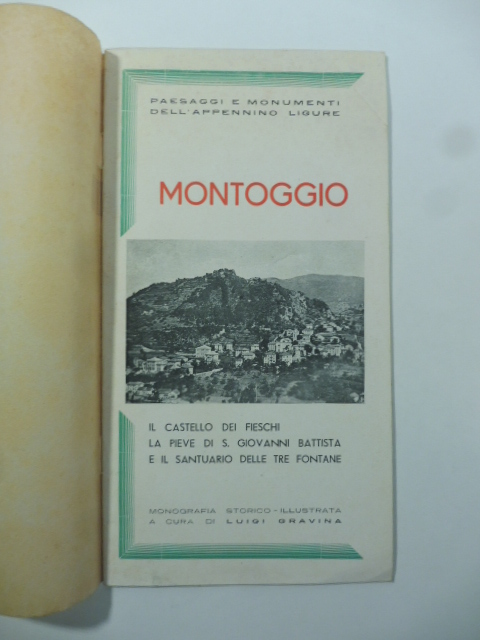 PAESAGGI E MONUMENTI
DELL'APPENNINO LIGURE
MONTOGGIO
IL CASTELLO DEI FIESCHI
LA PIEVE DI S. GIOVANNI BATTISTA
E IL SANTUARIO DELLE TRE FONTANE
MONOGRAFIA STORICO-ILLUSTRATA
A CURA DI LUIGI GRAVINA